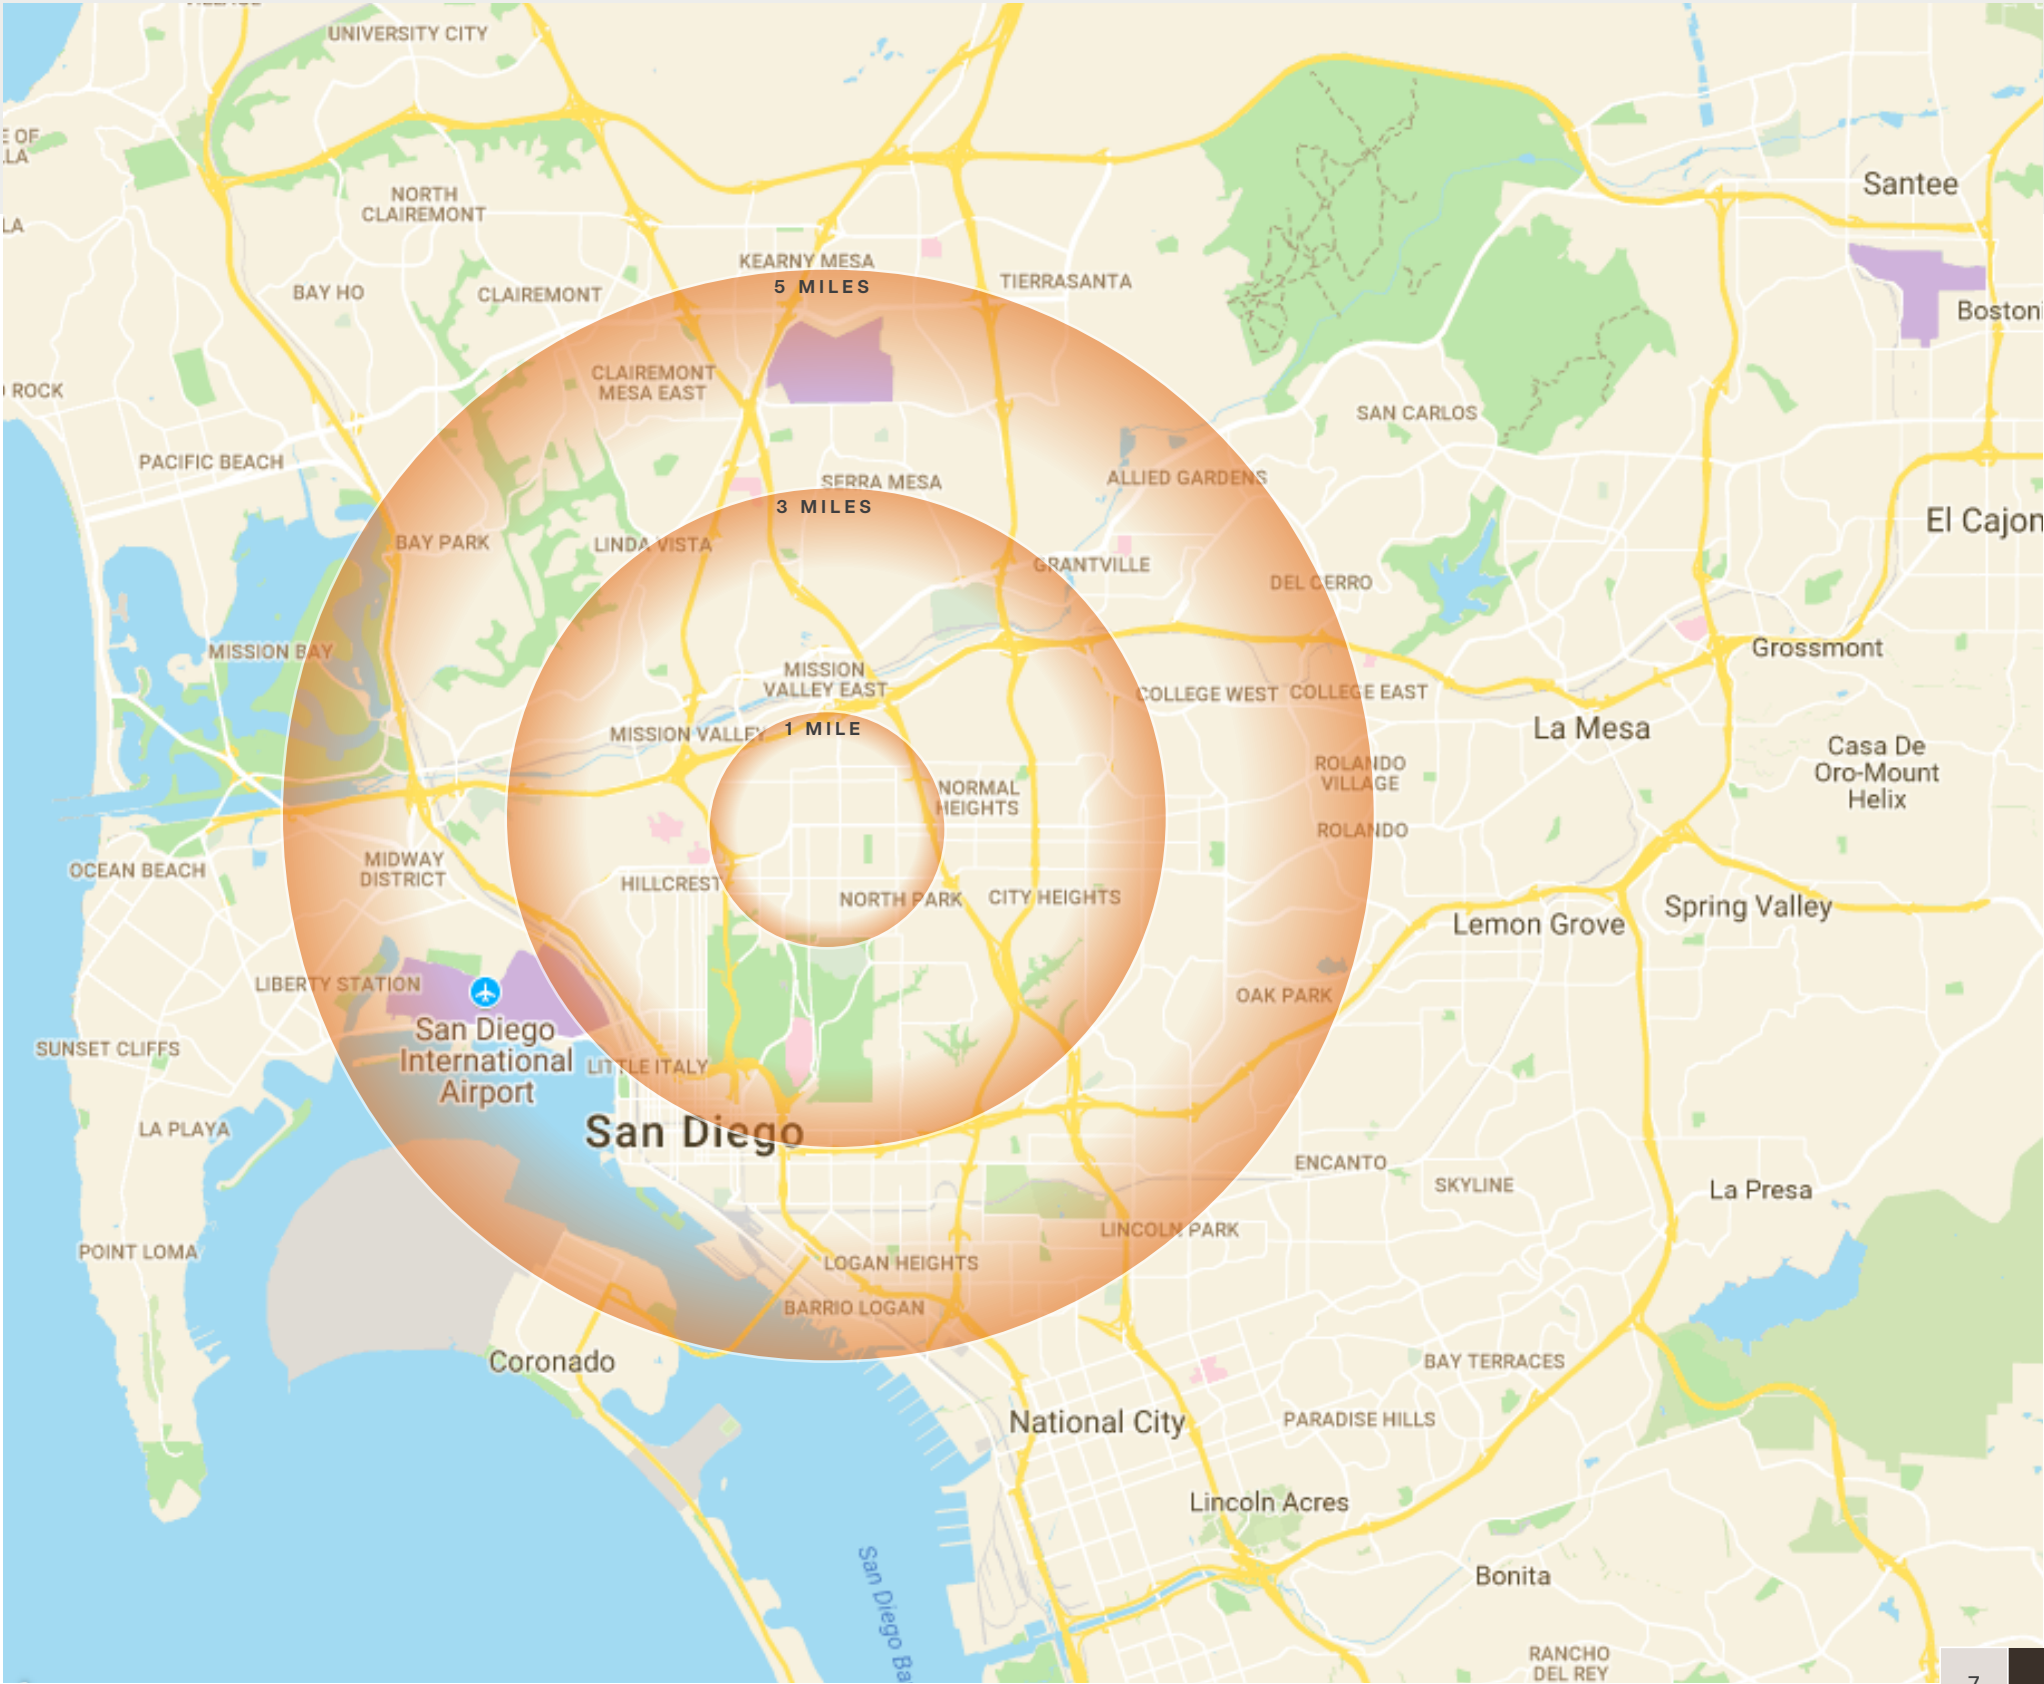 UNIVERSITY CITY
NORTH
CLAIREMONT
Santee
KEARNY MESA
TIERRASANTA
5 MILES
BAY HO
CLAIREMONT
CLAIREMONT
MESA EAST
ROCK
SAN CARLOS
PACIFIC BEACH
SERRA MESA
ALLIED GARDENS
3 MILES
El Cajon
BAY PARK
LINDA VISTA
GRANTVILLE
DEL CERRO
MISSION BAY
Grossmont
MISSION
VALLEY EAST
COLLEGE WEST
COLLEGE EAST
MISSION VALLEY
1 MILE
La Mesa
Casa De
Oro-Mount
Helix
ROLANDO
VILLAGE
NORMAL
HEIGHTS
ROLANDO
OCEAN BEACH
MIDWAY
DISTRICT
HILLCREST
NORTH PARK
CITY HEIGHTS
Lemon Grove
Spring Valley
LIBERTY STATION
OAK PARK
San Diego
International
Airport
SUNSET CLIFFS
LITTLE ITALY
LA PLAYA
San Diego
ENCANTO
SKYLINE
La Presa
POINT LOMA
LINCOLN PARK
LOGAN HEIGHTS
BARRIO LOGAN
Coronado
BAY TERRACES
National City
PARADISE HILLS
Lincoln Acres
San Diego Ba
Bonita
RANCHO
DEL REY
7